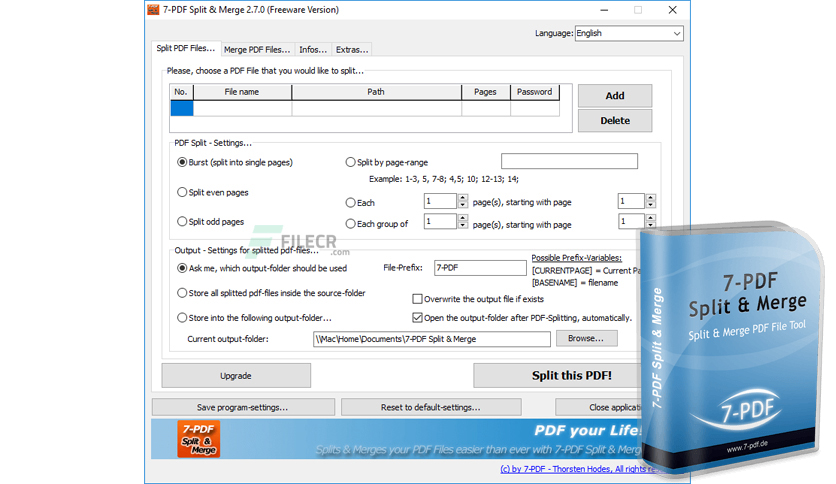 7-PDF Split & Merge 2.7.0 (Freeware Version)
Language: English
Split PDF Files... Merge PDF Files... Infos... Extras...
Please, choose a PDF File that you would like to split...
No. File name Path Pages Password
Add
Delete
PDF Split - Settings...
Burst (split into single pages) Split by page-range
Example: 1-3, 5, 7-8; 4,5; 10; 12-13; 14;
Split even pages
Each 1 page(s), starting with page 1
Split odd pages
Each group of 1 page(s), starting with page 1
FILECR
.com
Output - Settings for splitted pdf-files...
Ask me, which output-folder should be used
File-Prefix: 7-PDF
Possible Prefix-Variables:
[CURRENTPAGE] = Current Pa
[BASENAME] = filename
Store all splitted pdf-files inside the source-folder
Overwrite the output file if exists
Store into the following output-folder...
Open the output-folder after PDF-Splitting, automatically.
Current output-folder: \\Mac\Home\Documents\7-PDF Split & Merge Browse...
Upgrade Split this PDF!
Save program-settings... Reset to default-settings... Close applicatio
7-PDF
Split &
Merge
PDF your Life!
Splits & Merges your PDF Files easier than ever with 7-PDF Split & Merg
(c) by 7-PDF - Thorsten Hodes, All rights re
7-PDF Split & Merge
7-PDF
Split & Merge
Split & Merge PDF File Tool
7-PDF
www.7-pdf.de